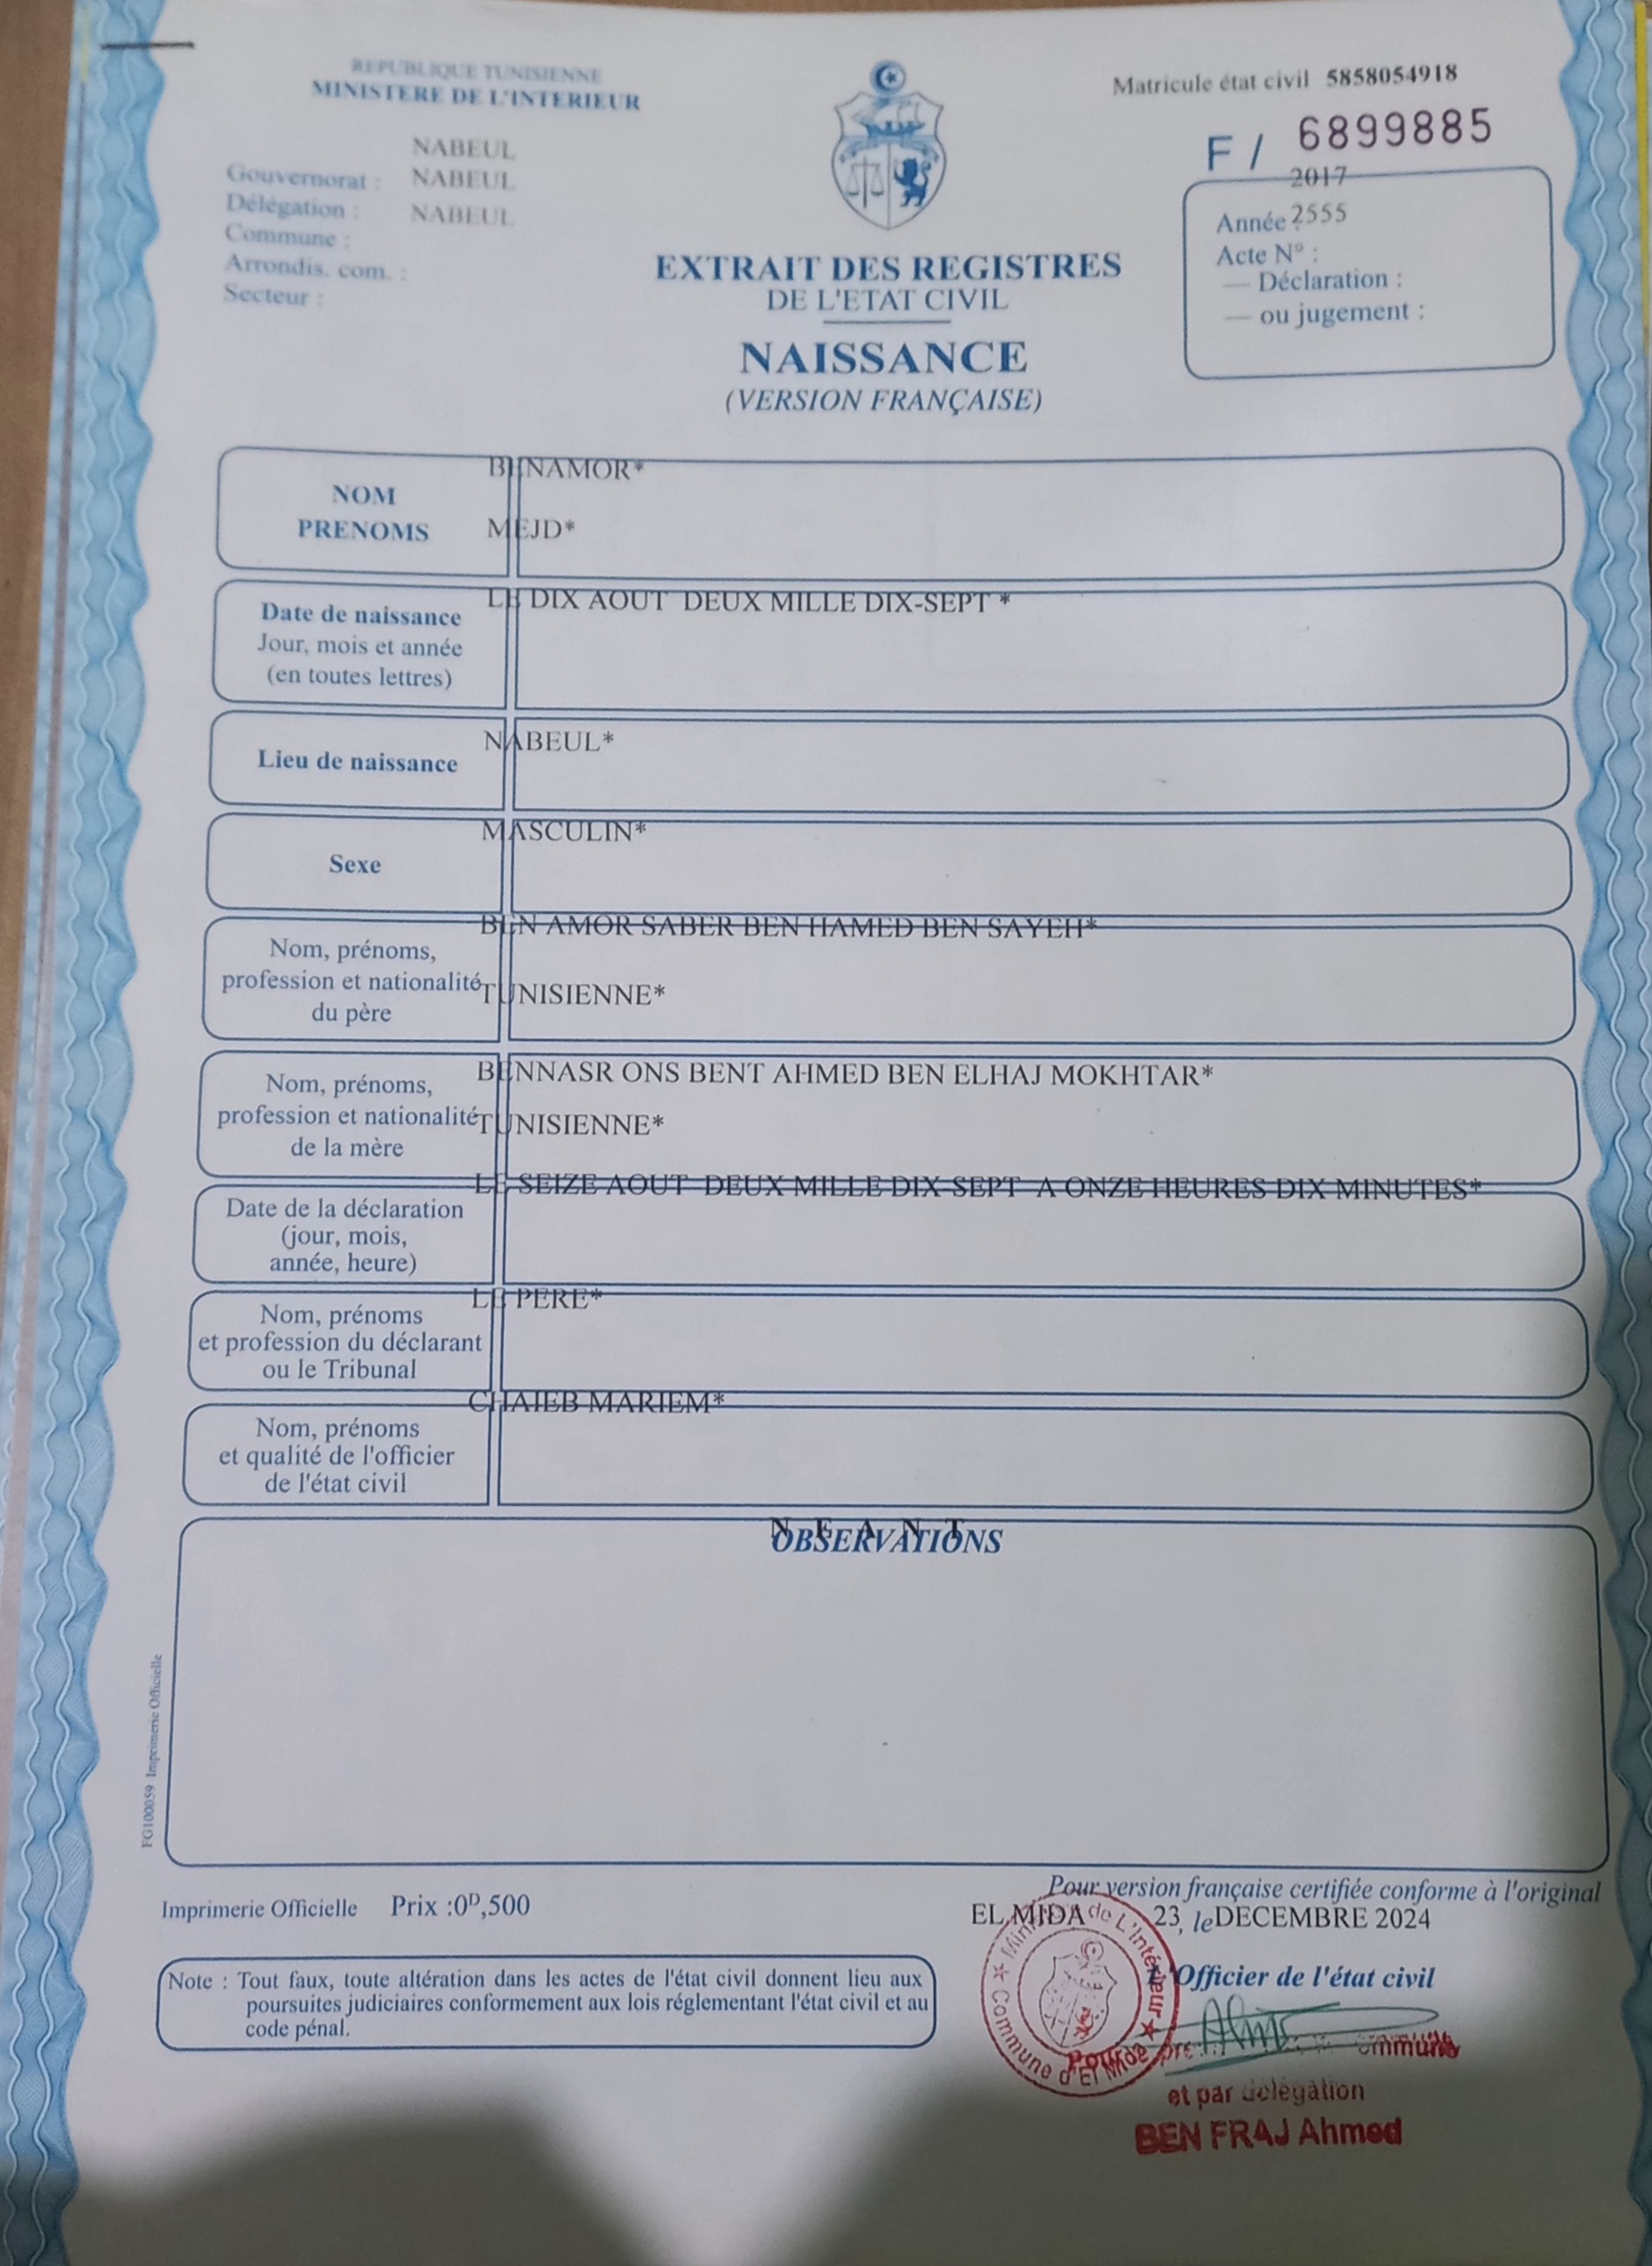 REPUBLIQUE TUNISIENNE
MINISTERE DE L'INTERIEUR
NABEUL
Gouvernorat : NABEUL
Délégation : NABEUL
Commune :
Arrondis. com. :
Secteur :
Matricule état civil 5858054918
F / 6899885
2017
Année : 2555
Acte N° :
— Déclaration :
— ou jugement :
EXTRAIT DES REGISTRES
DE L'ETAT CIVIL
NAISSANCE
(VERSION FRANÇAISE)
NOM
BENAMOR*
PRENOMS
MEJD*
Date de naissance
Jour, mois et année
(en toutes lettres)
LE DIX AOUT DEUX MILLE DIX-SEPT *
Lieu de naissance
NABEUL*
Sexe
MASCULIN*
Nom, prénoms,
profession et nationalité
du père
BEN AMOR SABER BEN HAMED BEN SAYEH*
TUNISIENNE*
Nom, prénoms,
profession et nationalité
de la mère
BENNASR ONS BENT AHMED BEN ELHAJ MOKHTAR*
TUNISIENNE*
Date de la déclaration
(jour, mois,
année, heure)
LE SEIZE AOUT DEUX MILLE DIX-SEPT A ONZE HEURES DIX MINUTES*
Nom, prénoms
et profession du déclarant
ou le Tribunal
LE PERE*
Nom, prénoms
et qualité de l'officier
de l'état civil
CHAIEB MARIEM*
N E A N T
OBSERVATIONS
FG100059 Imprimerie Officielle
Imprimerie Officielle Prix :0ᴰ,500
Pour version française certifiée conforme à l'original
EL MIDA 23, le DECEMBRE 2024
L'Officier de l'état civil
Note : Tout faux, toute altération dans les actes de l'état civil donnent lieu aux
poursuites judiciaires conformement aux lois réglementant l'état civil et au
code pénal.
★ Ministère de L'Intérieur ★ Commune d'El Mida
et par délégation
BEN FRAJ Ahmed